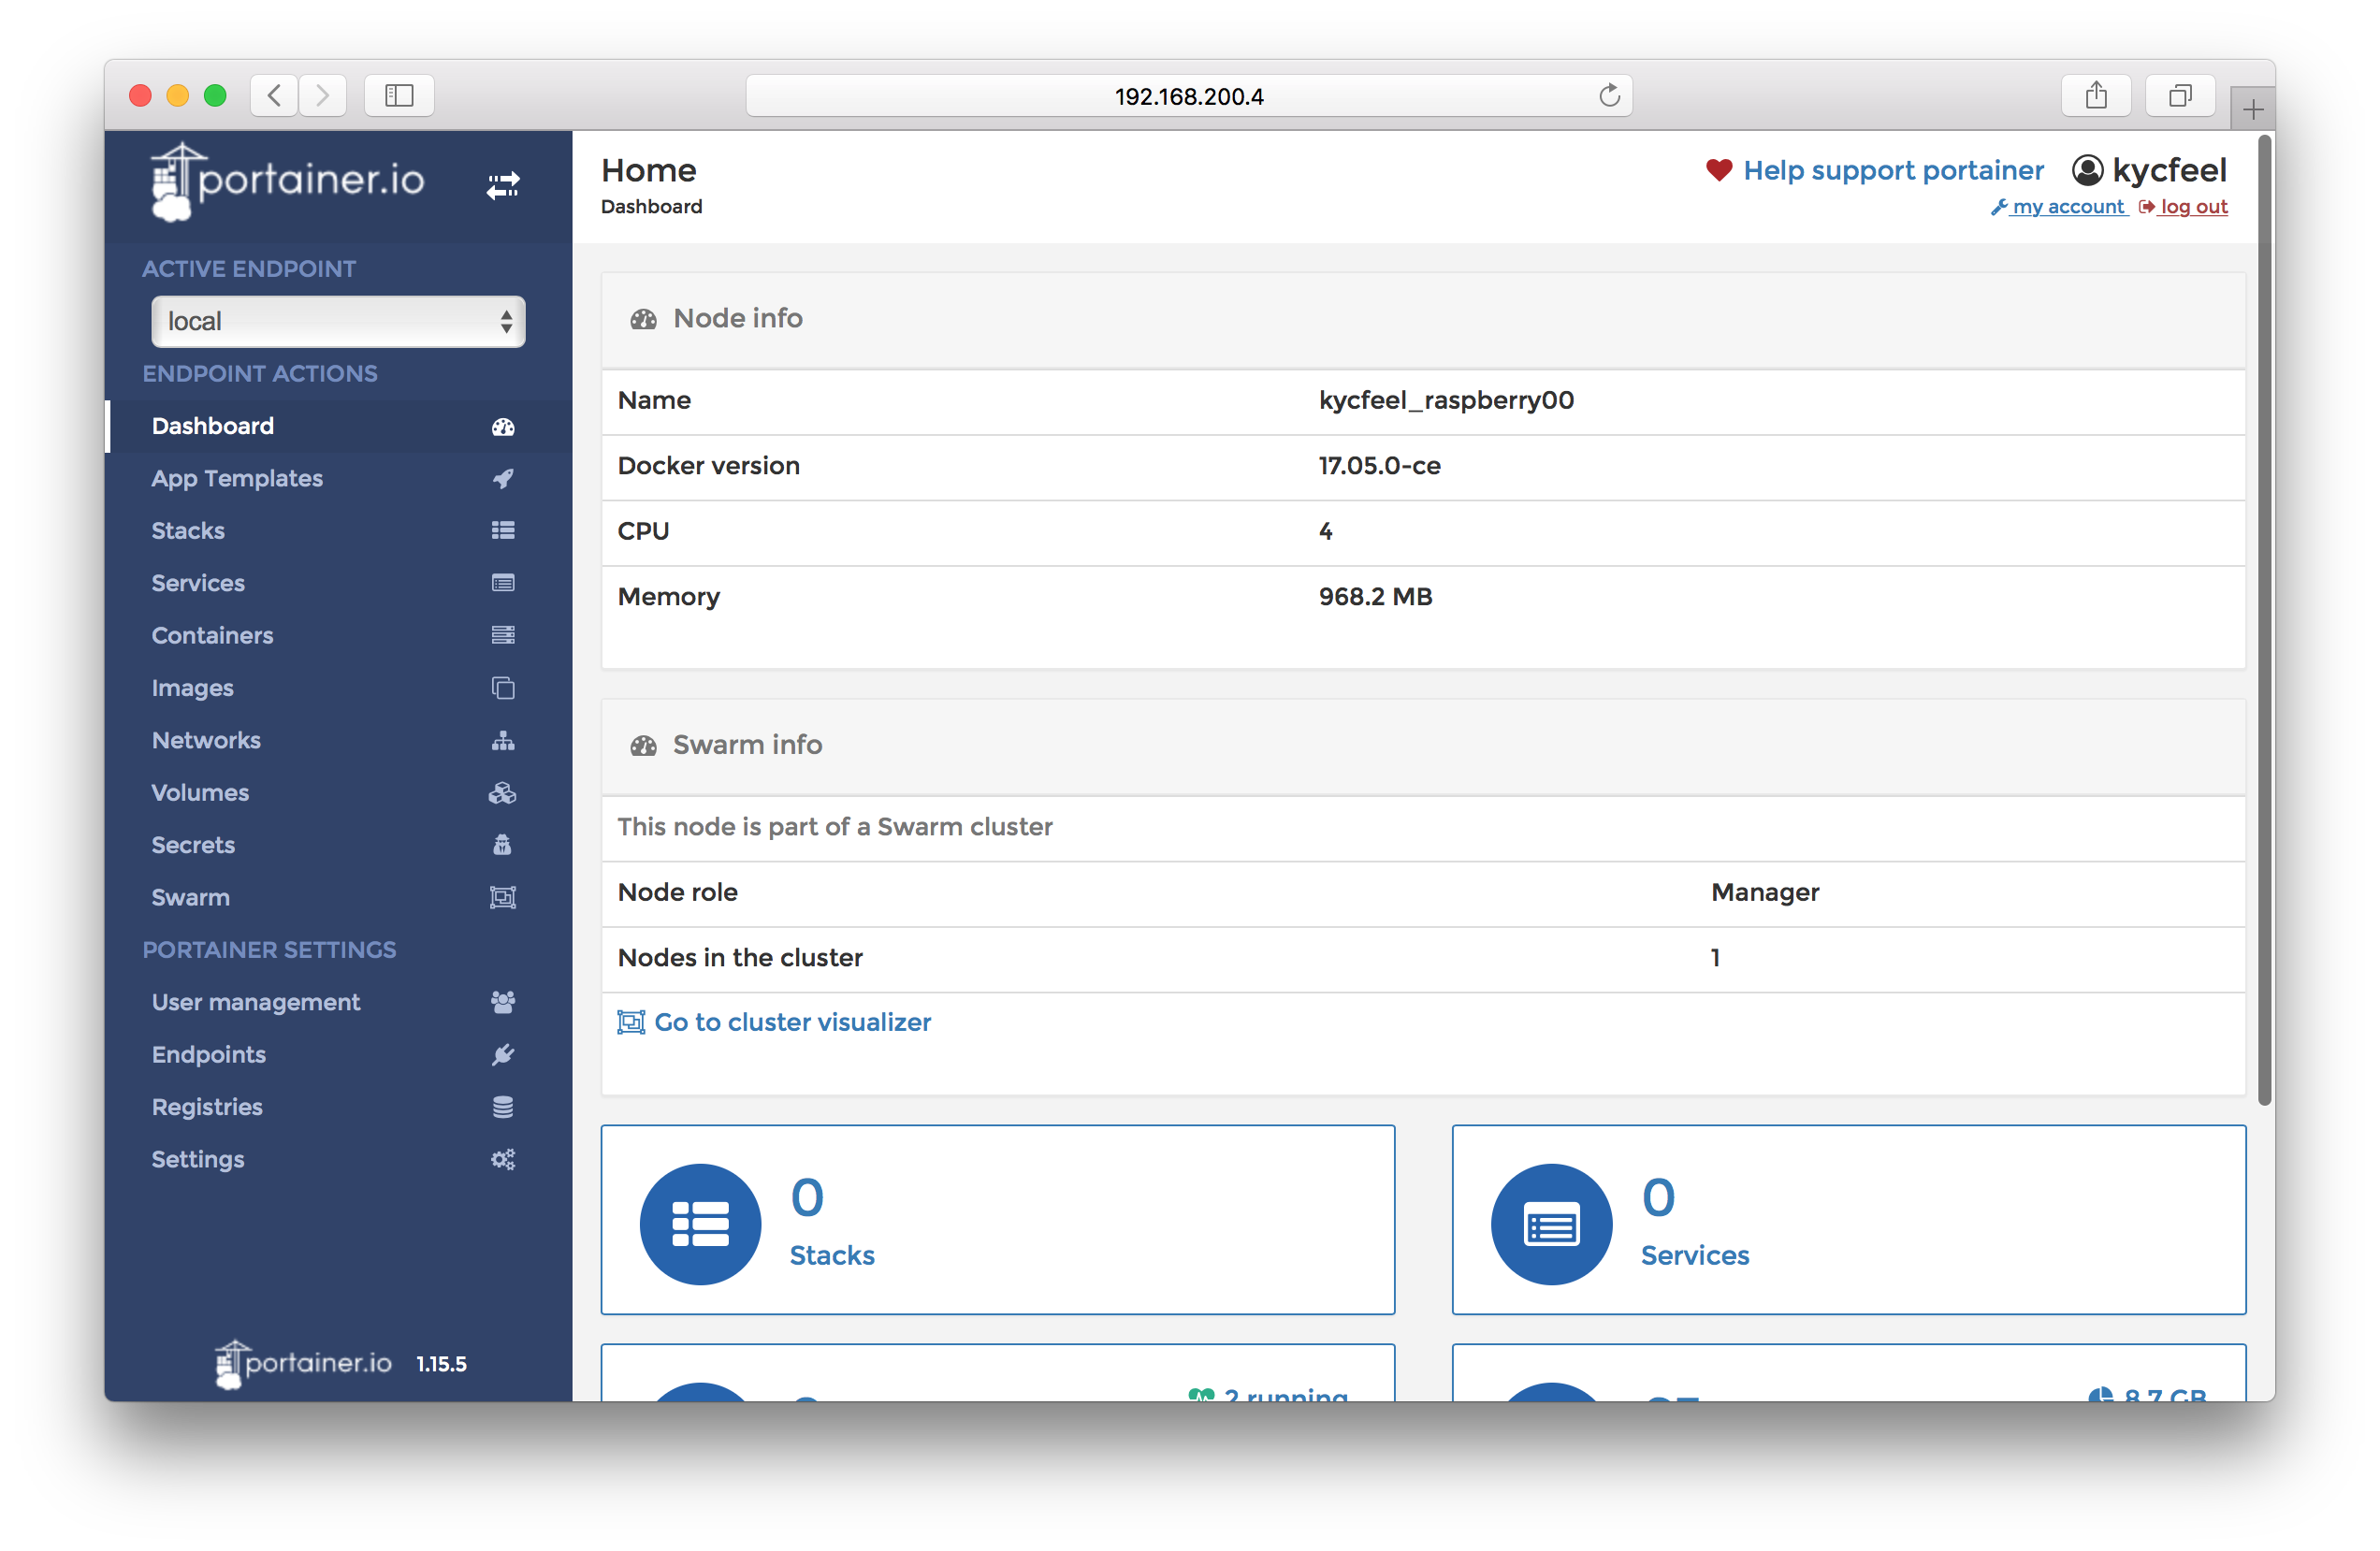 192.168.200.4
portainer.io
ACTIVE ENDPOINT
local
ENDPOINT ACTIONS
Dashboard
App Templates
Stacks
Services
Containers
Images
Networks
Volumes
Secrets
Swarm
PORTAINER SETTINGS
User management
Endpoints
Registries
Settings
portainer.io 1.15.5
Home
Dashboard
Help support portainer kycfeel
my account log out
Node info
Name kycfeel_raspberry00
Docker version 17.05.0-ce
CPU 4
Memory 968.2 MB
Swarm info
This node is part of a Swarm cluster
Node role Manager
Nodes in the cluster 1
Go to cluster visualizer
0
Stacks
0
Services
2 running
8.7 GB